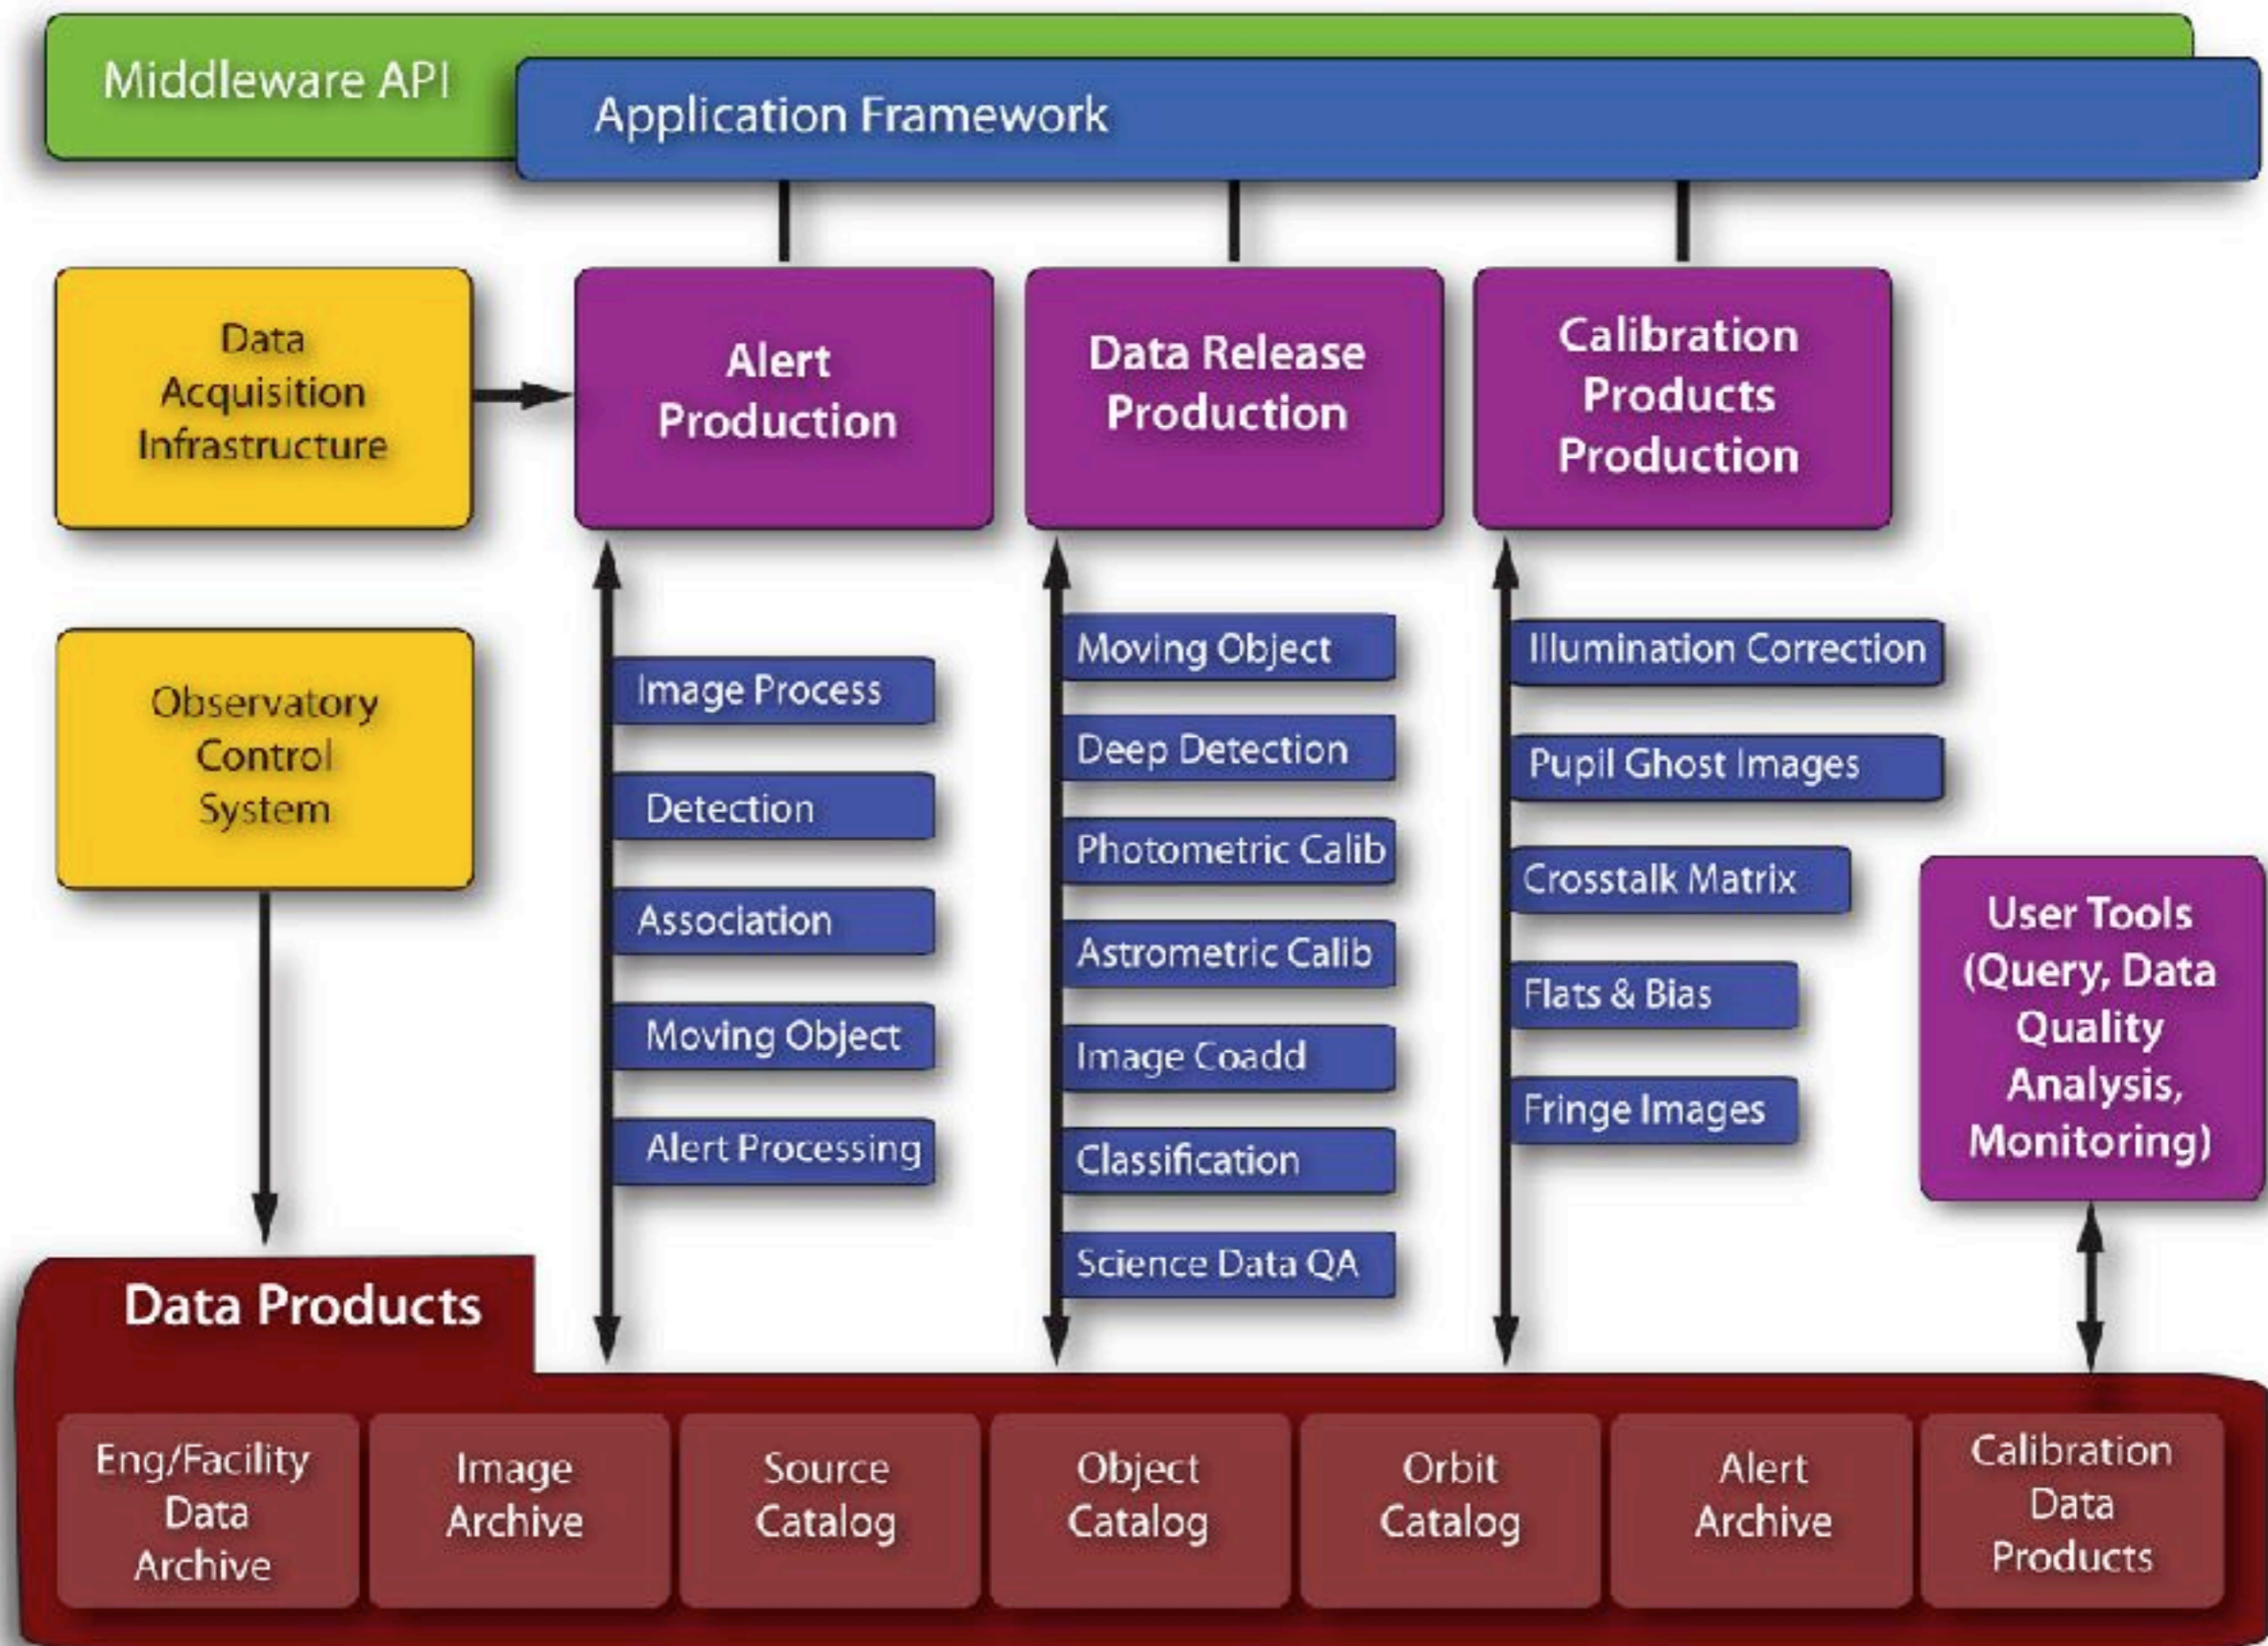 Middleware API
Application Framework
Data
Acquisition
Infrastructure
Alert
Production
Data Release
Production
Calibration
Products
Production
Observatory
Control
System
Image Process
Detection
Association
Moving Object
Alert Processing
Moving Object
Deep Detection
Photometric Calib
Astrometric Calib
Image Coadd
Classification
Science Data QA
Illumination Correction
Pupil Ghost Images
Crosstalk Matrix
Flats & Bias
Fringe Images
User Tools
(Query, Data
Quality
Analysis,
Monitoring)
Data Products
Eng/Facility
Data
Archive
Image
Archive
Source
Catalog
Object
Catalog
Orbit
Catalog
Alert
Archive
Calibration
Data
Products